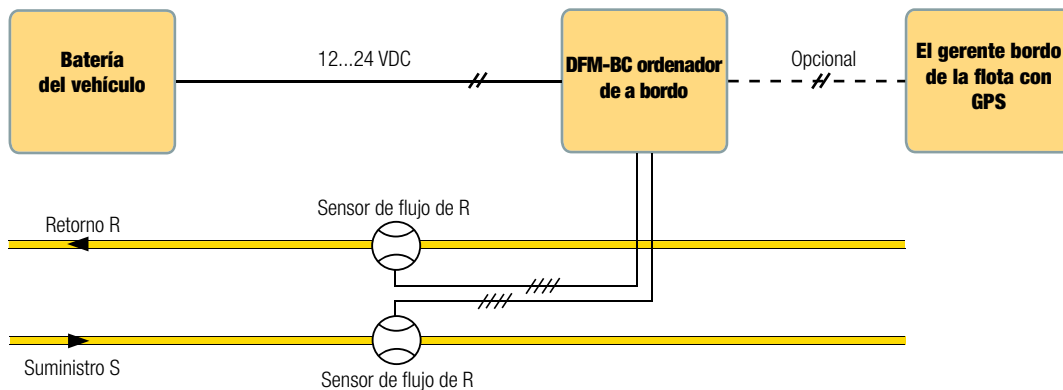 Batería
del vehículo
12...24 VDC
DFM-BC ordenador
de a bordo
Opcional
El gerente bordo
de la flota con
GPS
Sensor de flujo de R
Retorno R
Suministro S
Sensor de flujo de R